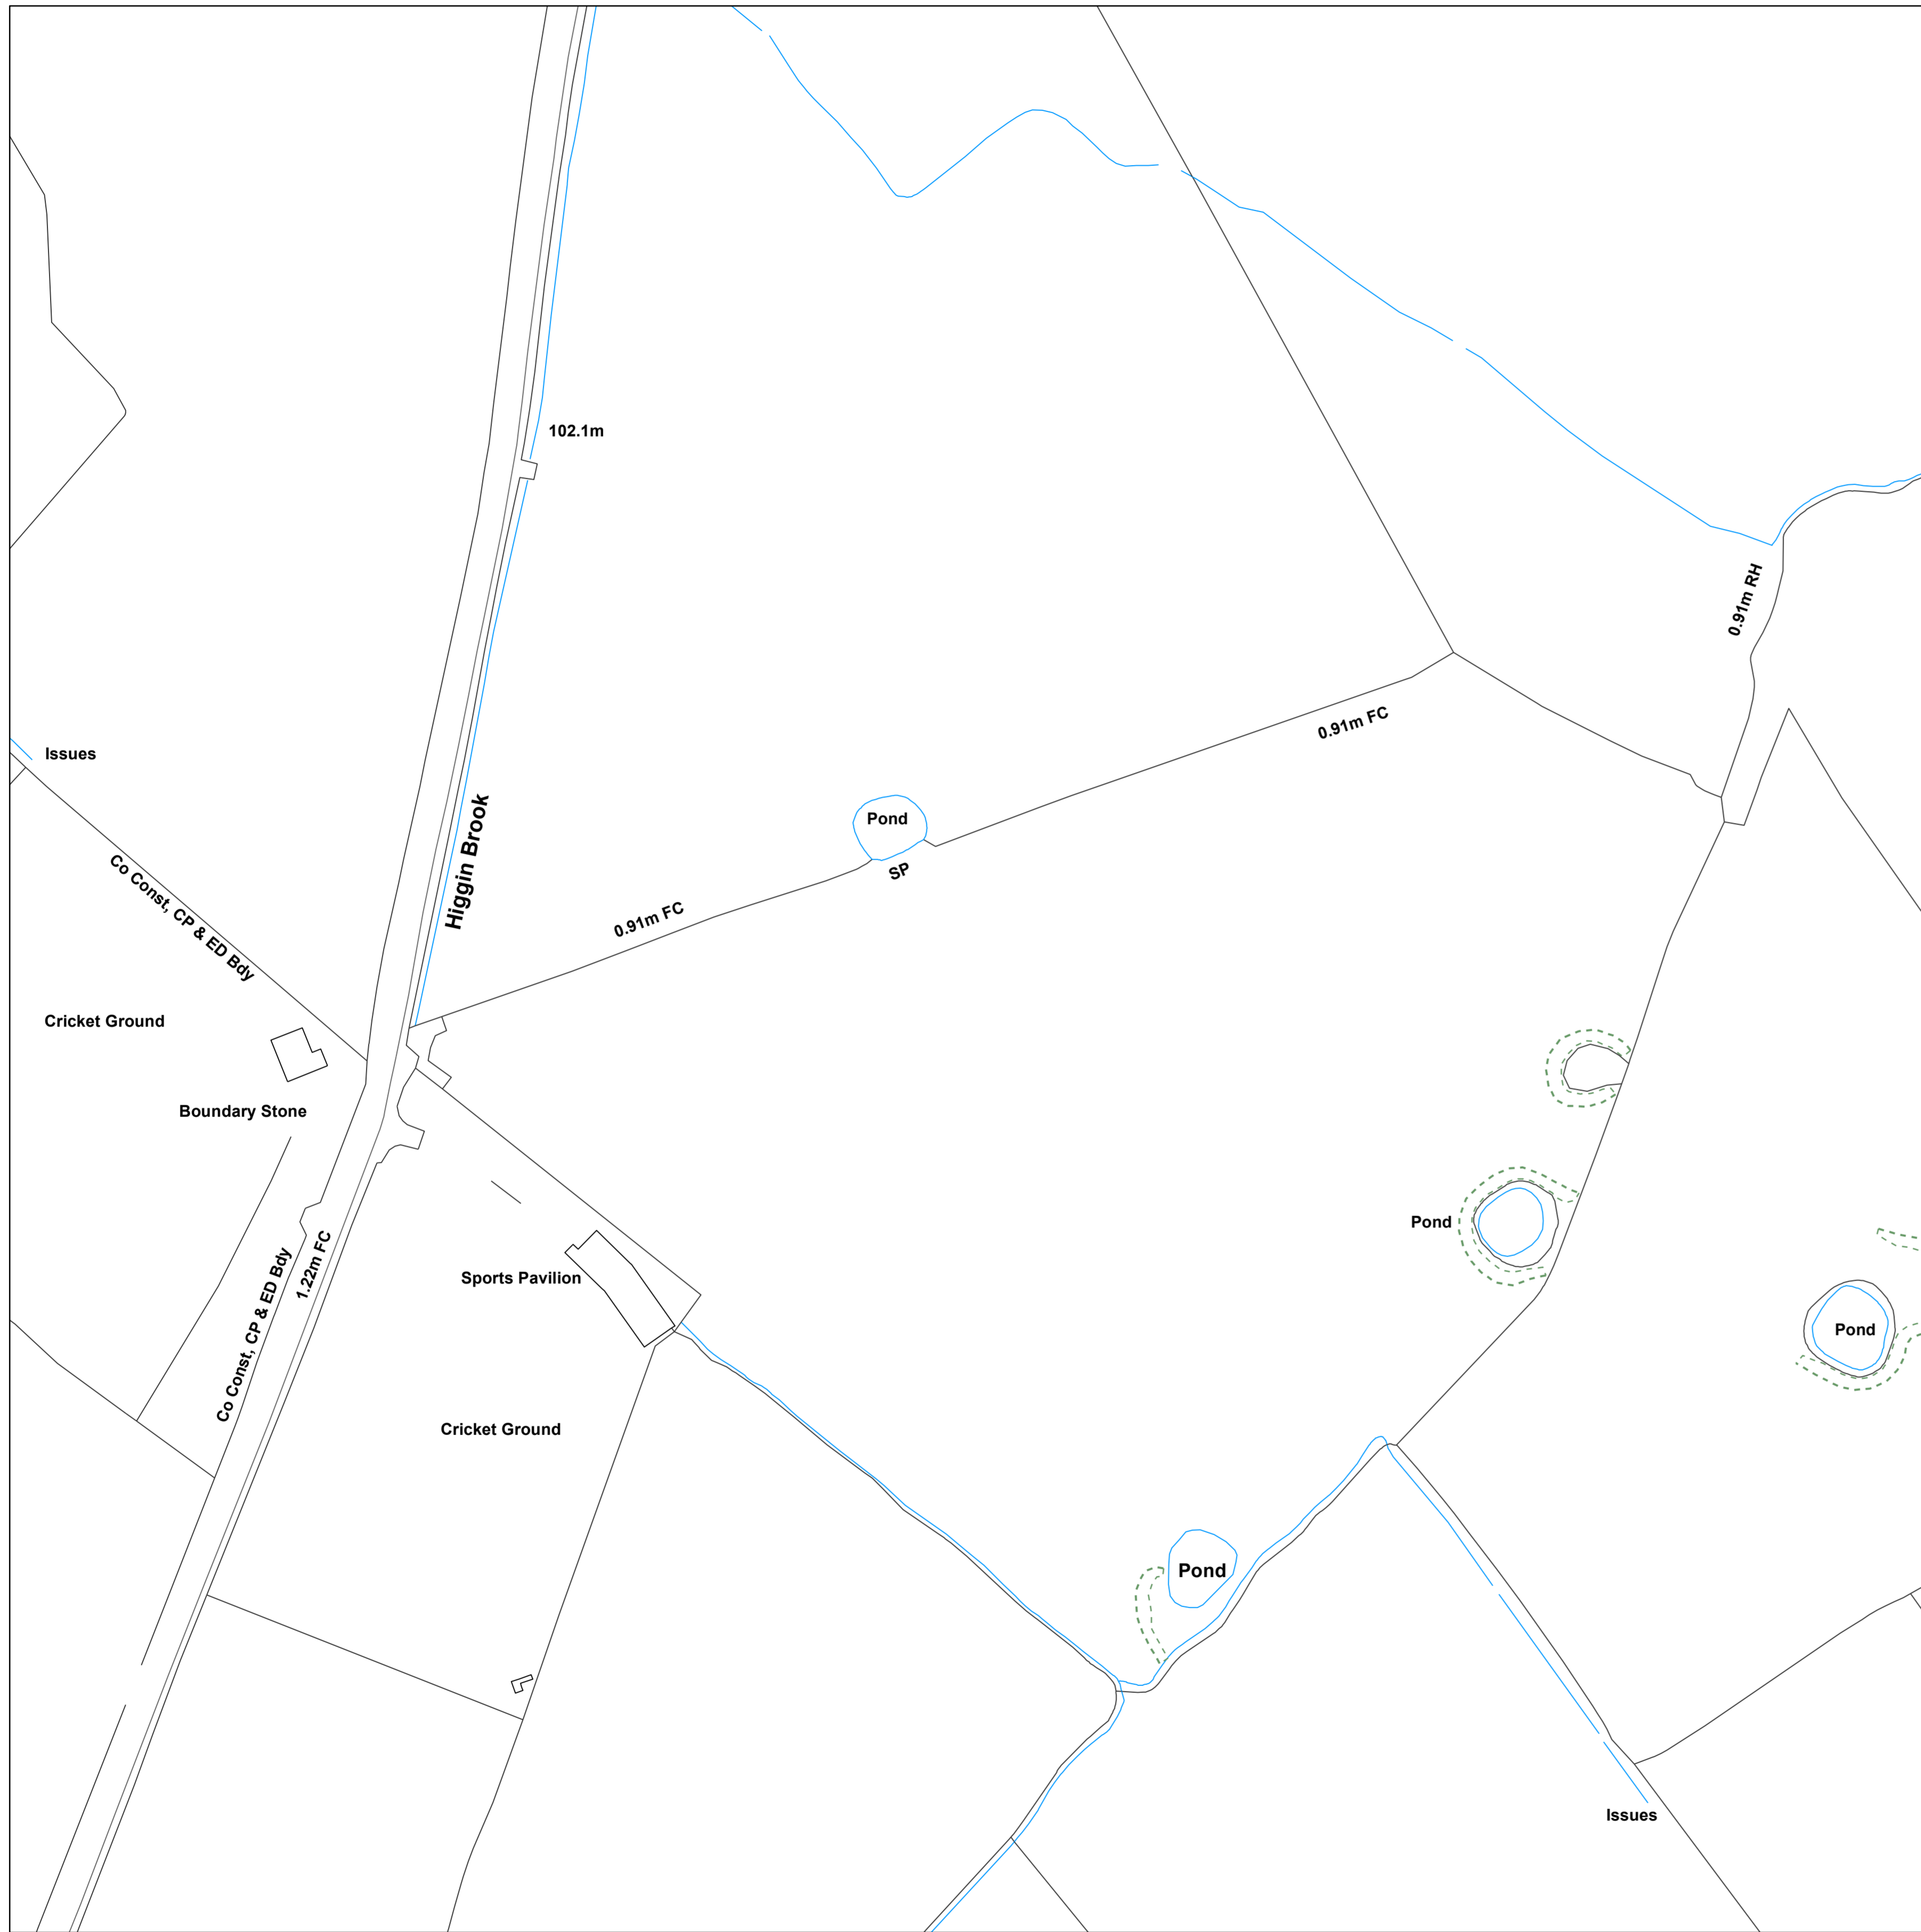 102.1m
0.91m RH
0.91m FC
Issues
Pond
SP
Higgin Brook
Co Const, CP & ED Bdy
0.91m FC
Cricket Ground
Boundary Stone
Pond
Sports Pavilion
1.22m FC
Co Const, CP & ED Bdy
Pond
Cricket Ground
Pond
Issues